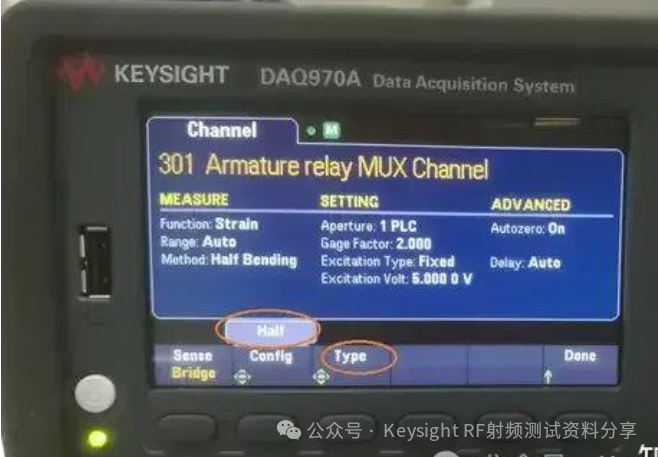 KEYSIGHT DAQ970A Data Acquisition System
Channel M
301 Armature relay MUX Channel
MEASURE SETTING ADVANCED
Function: Strain Aperture: 1 PLC Autozero: On
Range: Auto Gage Factor: 2.000
Method: Half Bending Excitation Type: Fixed Delay: Auto
Excitation Volt: 5.000 0 V
Half
Sense Config Type Done
Bridge
公众号 · Keysight RF射频测试资料分享